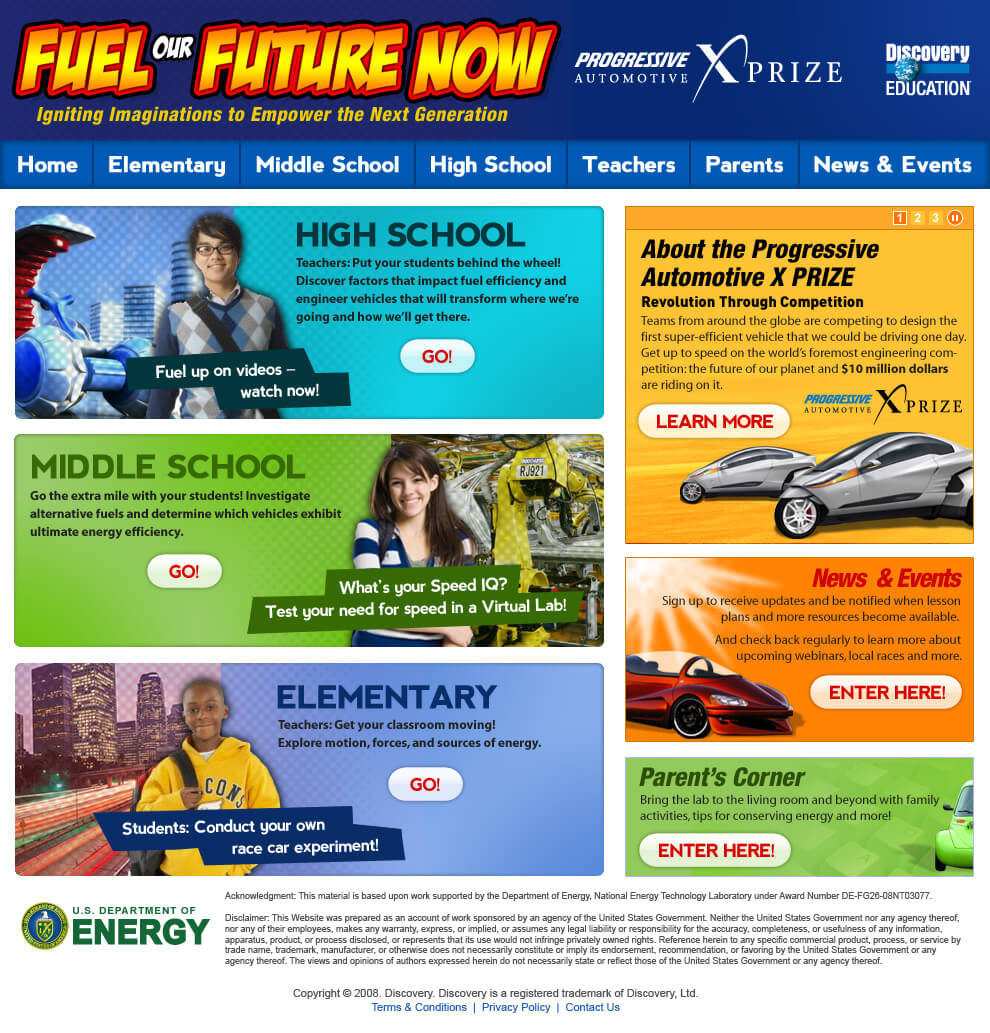 FUEL OUR FUTURE NOW
Igniting Imaginations to Empower the Next Generation
PROGRESSIVE
AUTOMOTIVE
X PRIZE
Discovery
EDUCATION
Home
Elementary
Middle School
High School
Teachers
Parents
News & Events
HIGH SCHOOL
Teachers: Put your students behind the wheel!
Discover factors that impact fuel efficiency and
engineer vehicles that will transform where we're
going and how we'll get there.
GO!
Fuel up on videos –
watch now!
MIDDLE SCHOOL
Go the extra mile with your students! Investigate
alternative fuels and determine which vehicles exhibit
ultimate energy efficiency.
GO!
RJ921
What's your Speed IQ?
Test your need for speed in a Virtual Lab!
ELEMENTARY
Teachers: Get your classroom moving!
Explore motion, forces, and sources of energy.
GO!
CONS
Students: Conduct your own
race car experiment!
1 2 3
About the Progressive
Automotive X PRIZE
Revolution Through Competition
Teams from around the globe are competing to design the
first super-efficient vehicle that we could be driving one day.
Get up to speed on the world's foremost engineering com-
petition: the future of our planet and $10 million dollars
are riding on it.
PROGRESSIVE
AUTOMOTIVE
X PRIZE
LEARN MORE
News & Events
Sign up to receive updates and be notified when lesson
plans and more resources become available.
And check back regularly to learn more about
upcoming webinars, local races and more.
ENTER HERE!
Parent's Corner
Bring the lab to the living room and beyond with family
activities, tips for conserving energy and more!
ENTER HERE!
U.S. DEPARTMENT OF
ENERGY
Acknowledgment: This material is based upon work supported by the Department of Energy, National Energy Technology Laboratory under Award Number DE-FG26-08NT03077.
Disclaimer: This Website was prepared as an account of work sponsored by an agency of the United States Government. Neither the United States Government nor any agency thereof,
nor any of their employees, makes any warranty, express, or implied, or assumes any legal liability or responsibility for the accuracy, completeness, or usefulness of any information,
apparatus, product, or process disclosed, or represents that its use would not infringe privately owned rights. Reference herein to any specific commercial product, process, or service by
trade name, trademark, manufacturer, or otherwise does not necessarily constitute or imply its endorsement, recommendation, or favoring by the United States Government or any
agency thereof. The views and opinions of authors expressed herein do not necessarily state or reflect those of the United States Government or any agency thereof.
Copyright © 2008. Discovery. Discovery is a registered trademark of Discovery, Ltd.
Terms & Conditions | Privacy Policy | Contact Us